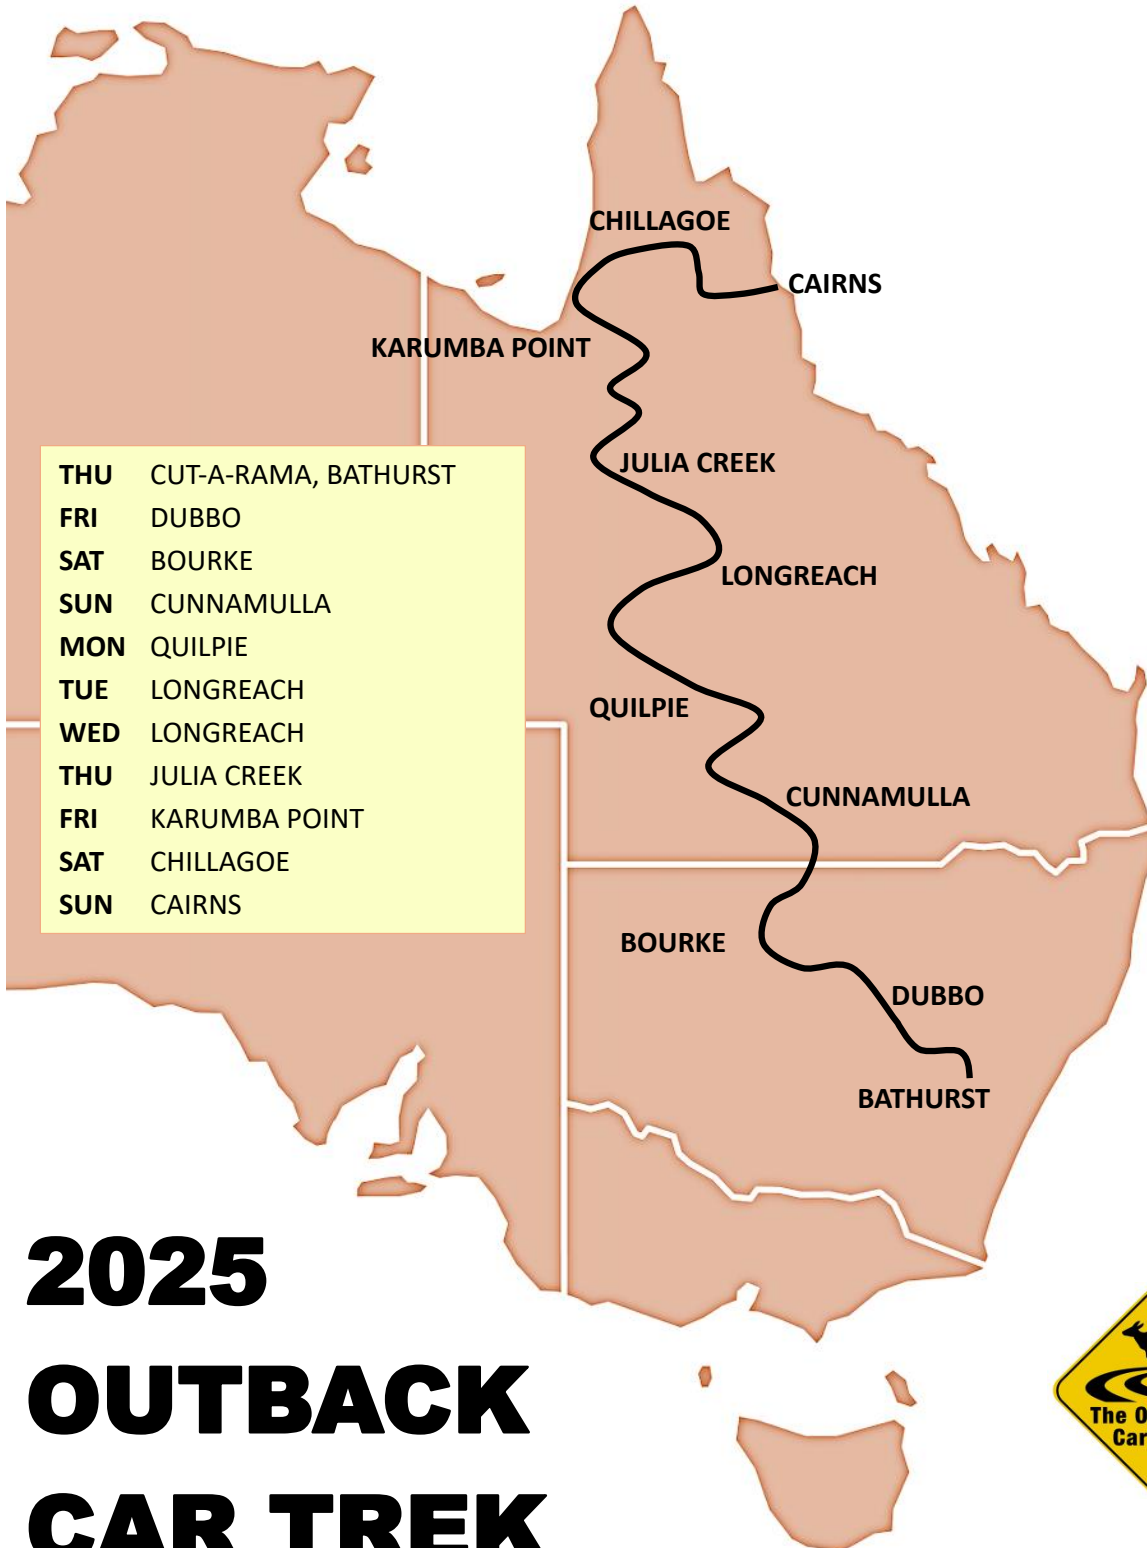 CHILLAGOE
CAIRNS
KARUMBA POINT
JULIA CREEK
LONGREACH
QUILPIE
CUNNAMULLA
BOURKE
DUBBO
BATHURST
THU CUT-A-RAMA, BATHURST
FRI DUBBO
SAT BOURKE
SUN CUNNAMULLA
MON QUILPIE
TUE LONGREACH
WED LONGREACH
THU JULIA CREEK
FRI KARUMBA POINT
SAT CHILLAGOE
SUN CAIRNS
2025
OUTBACK
CAR TREK
The O
Car